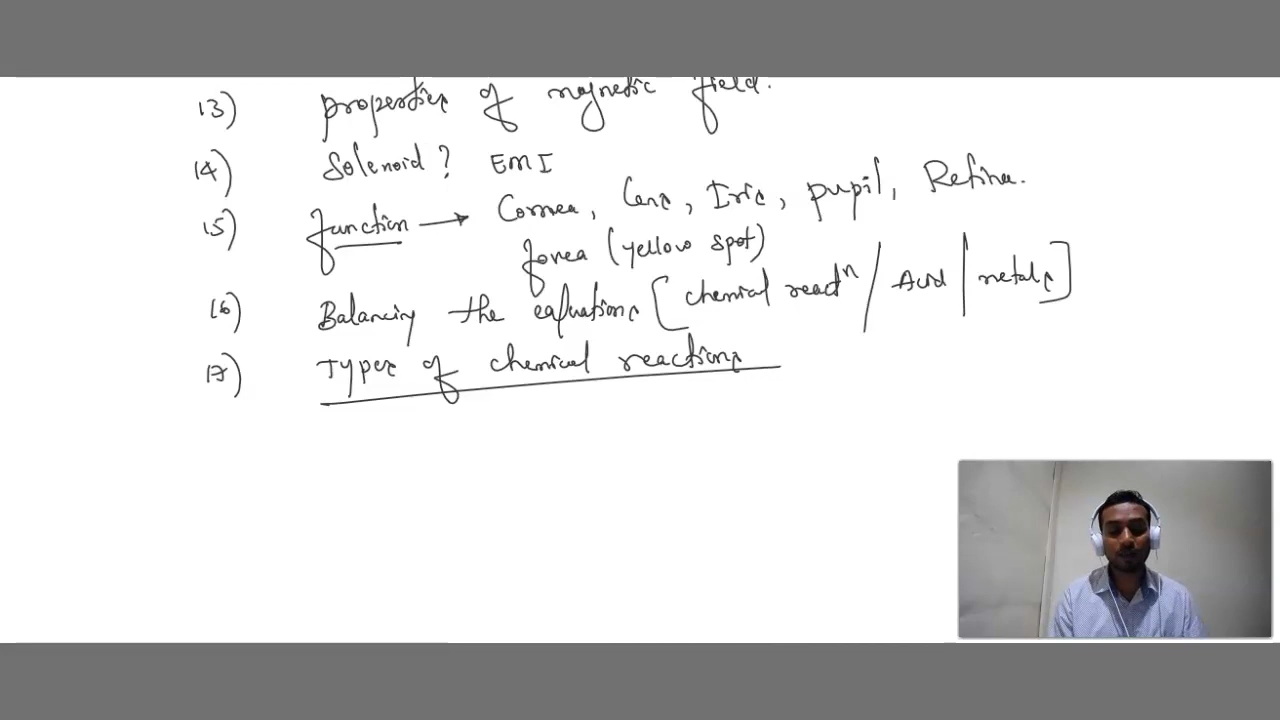 13) properties of magnetic field.
14) Solenoid? EMI
15) function → Cornea, Lens, Iris, pupil, Retina.
fovea (yellow spot)
16) Balancing the equations [chemical reactⁿ / Acid / metals]
17) Types of chemical reactions